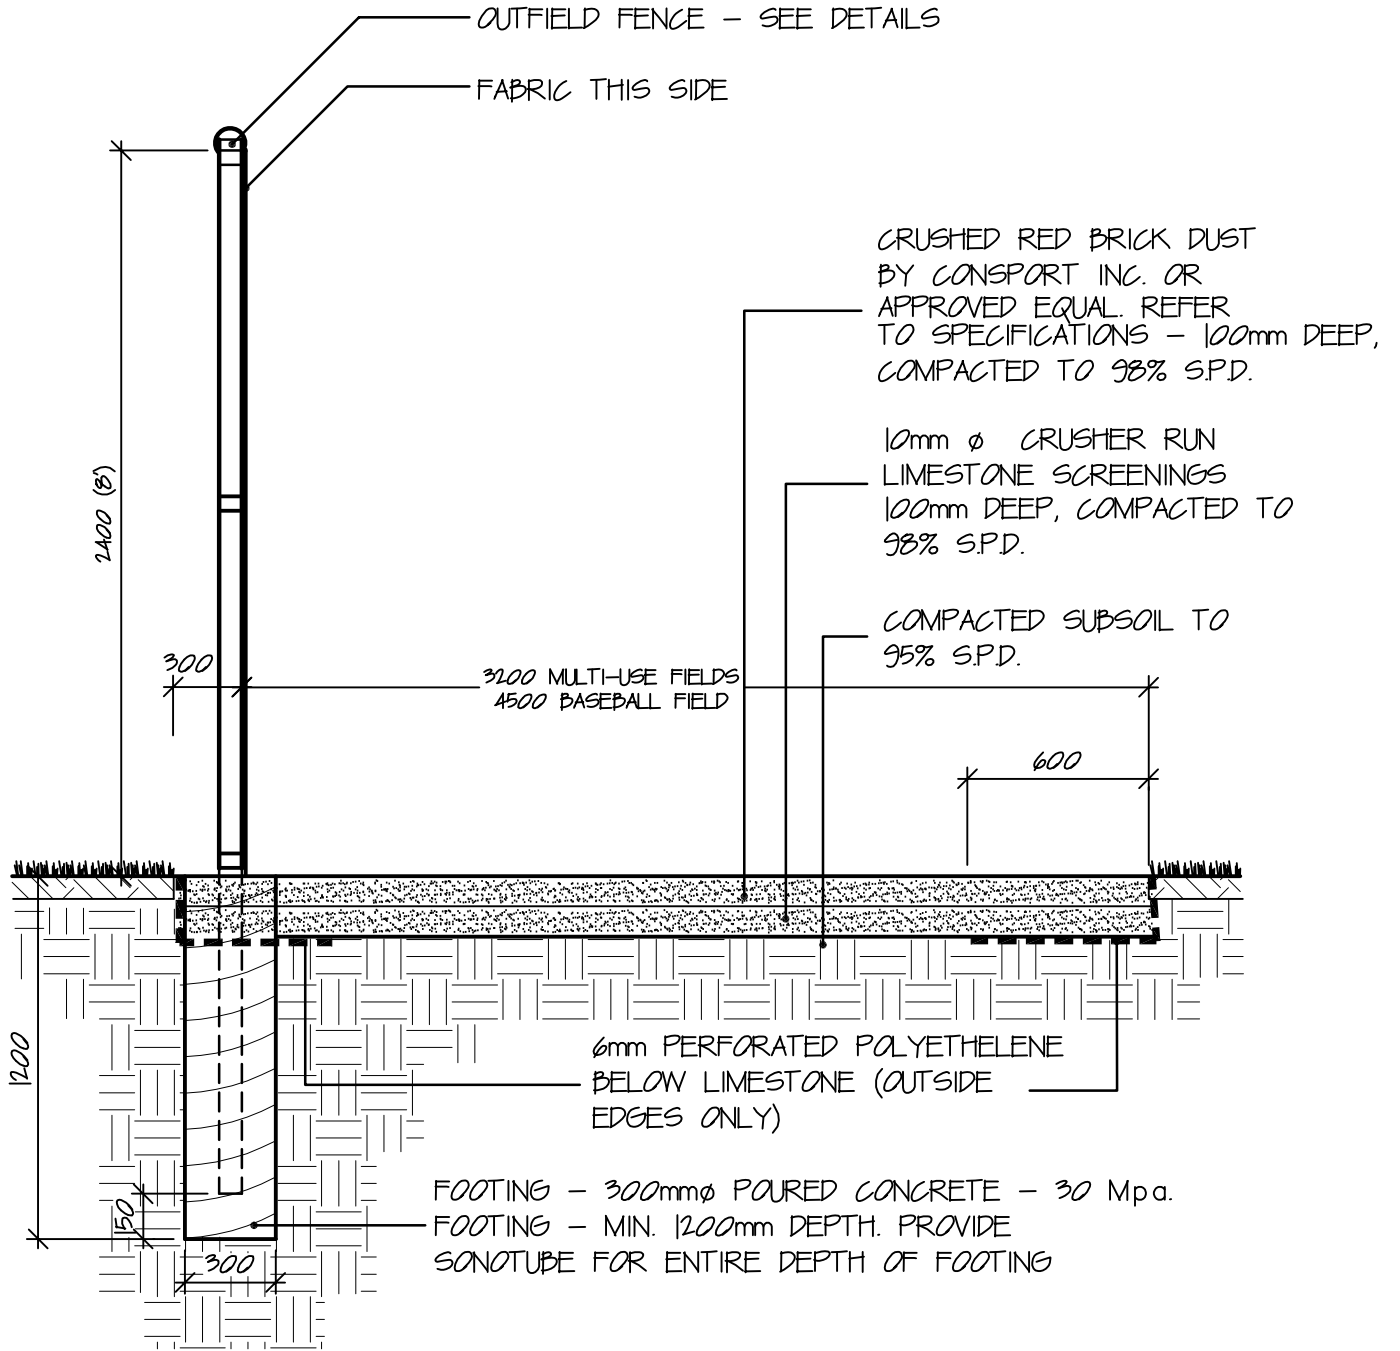 OUTFIELD FENCE – SEE DETAILS
FABRIC THIS SIDE
CRUSHED RED BRICK DUST
BY CONSPORT INC. OR
APPROVED EQUAL. REFER
TO SPECIFICATIONS – 100mm DEEP,
COMPACTED TO 98% S.P.D.
10mm ø CRUSHER RUN
LIMESTONE SCREENINGS
100mm DEEP, COMPACTED TO
98% S.P.D.
2400 (8')
COMPACTED SUBSOIL TO
95% S.P.D.
300
3200 MULTI-USE FIELDS
4500 BASEBALL FIELD
600
1200
6mm PERFORATED POLYETHELENE
BELOW LIMESTONE (OUTSIDE
EDGES ONLY)
FOOTING – 300mmø POURED CONCRETE – 30 Mpa.
FOOTING – MIN. 1200mm DEPTH. PROVIDE
SONOTUBE FOR ENTIRE DEPTH OF FOOTING
150
300